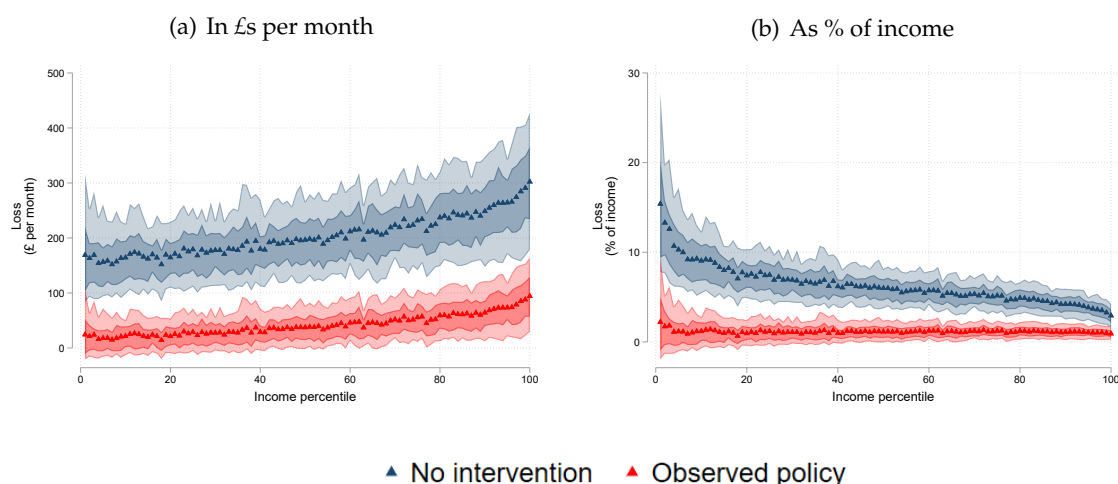 (a) In £s per month
(b) As % of income
Loss
(£ per month)
500
400
300
200
100
0
0 20 40 60 80 100
Income percentile
Loss
(% of income)
30
20
10
0
0 20 40 60 80 100
Income percentile
No intervention Observed policy